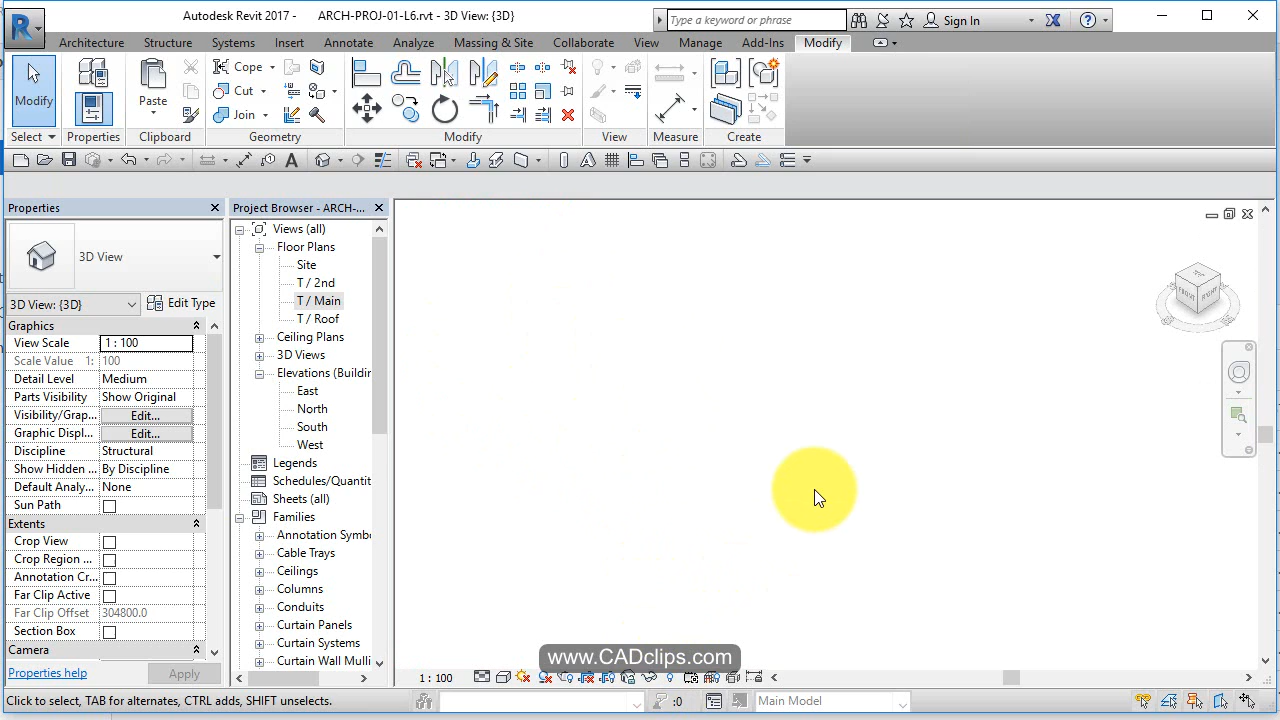 Autodesk Revit 2017 - ARCH-PROJ-01-L6.rvt - 3D View: {3D}
Type a keyword or phrase
Sign In
Architecture Structure Systems Insert Annotate Analyze Massing & Site Collaborate View Manage Add-Ins Modify
Modify
Paste
Cope
Cut
Join
Select Properties Clipboard Geometry Modify View Measure Create
Properties
3D View
3D View: {3D}
Edit Type
Graphics
View Scale 1 : 100
Scale Value 1: 100
Detail Level Medium
Parts Visibility Show Original
Visibility/Grap... Edit...
Graphic Displ... Edit...
Discipline Structural
Show Hidden ... By Discipline
Default Analy... None
Sun Path
Extents
Crop View
Crop Region ...
Annotation Cr...
Far Clip Active
Far Clip Offset 304800.0
Section Box
Camera
Properties help
Apply
Project Browser - ARCH-...
Views (all)
Floor Plans
Site
T / 2nd
T / Main
T / Roof
Ceiling Plans
3D Views
Elevations (Buildin
East
North
South
West
Legends
Schedules/Quantit
Sheets (all)
Families
Annotation Symbo
Cable Trays
Ceilings
Columns
Conduits
Curtain Panels
Curtain Systems
Curtain Wall Mulli
FRONT
www.CADclips.com
1 : 100
Click to select, TAB for alternates, CTRL adds, SHIFT unselects.
:0
Main Model